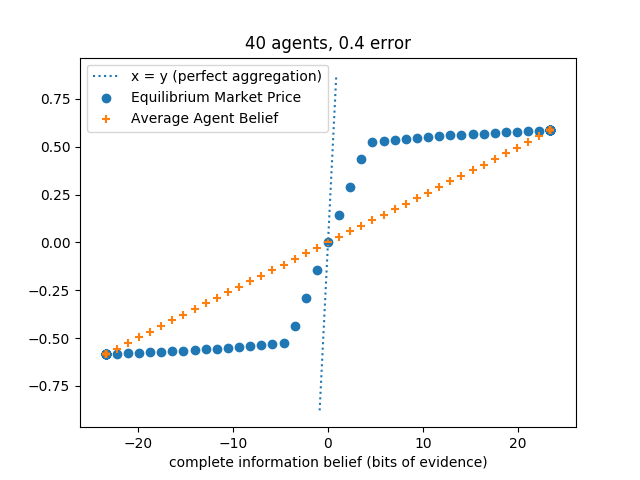 40 agents, 0.4 error
x = y (perfect aggregation)
Equilibrium Market Price
Average Agent Belief
0.75
0.50
0.25
0.00
−0.25
−0.50
−0.75
−20
−10
0
10
20
complete information belief (bits of evidence)